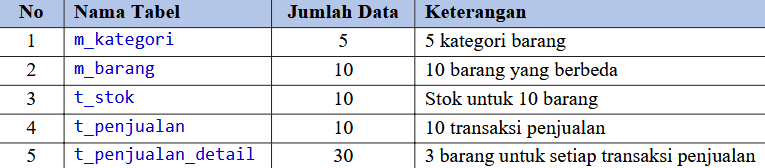 No Nama Tabel Jumlah Data Keterangan
1 m_kategori 5 5 kategori barang
2 m_barang 10 10 barang yang berbeda
3 t_stok 10 Stok untuk 10 barang
4 t_penjualan 10 10 transaksi penjualan
5 t_penjualan_detail 30 3 barang untuk setiap transaksi penjualan